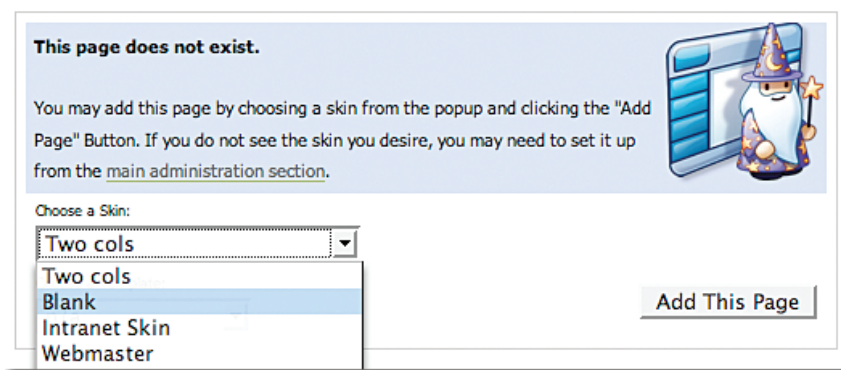 This page does not exist.
You may add this page by choosing a skin from the popup and clicking the "Add
Page" Button. If you do not see the skin you desire, you may need to set it up
from the main administration section.
Choose a Skin:
Two cols
Two cols
Blank
Intranet Skin
Webmaster
Add This Page